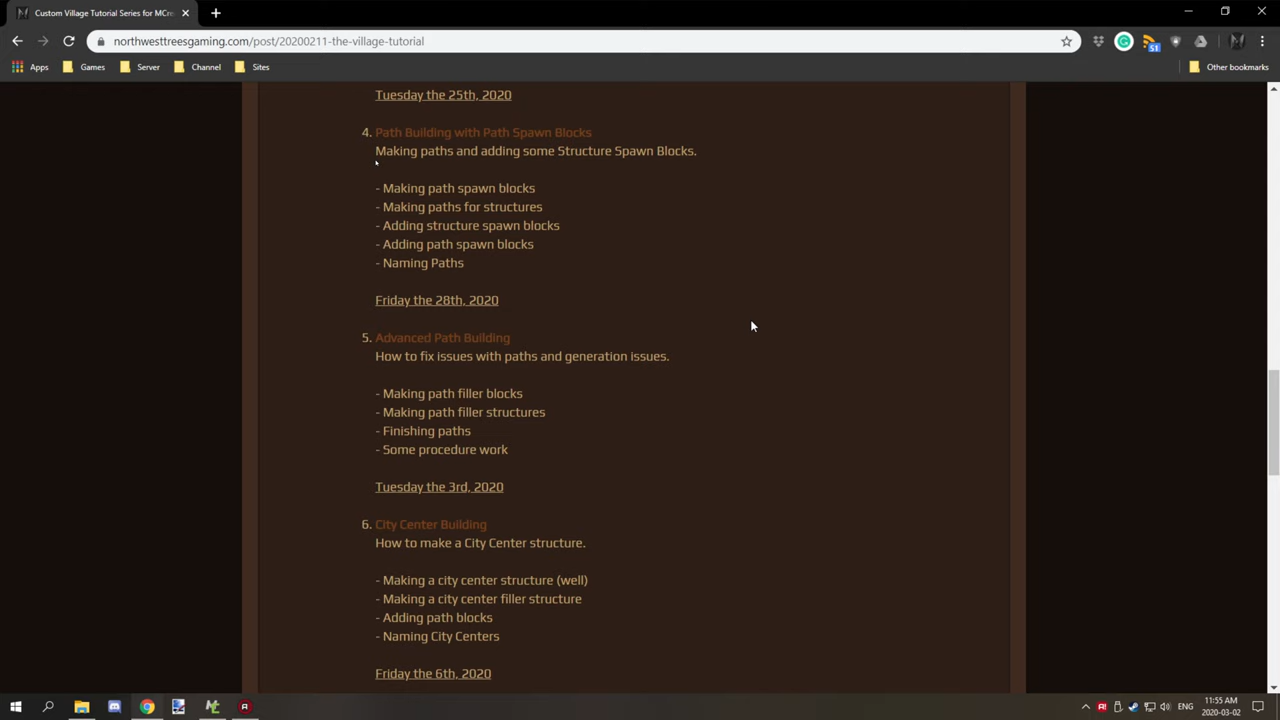 Custom Village Tutorial Series for MCre
northwesttreesgaming.com/post/20200211-the-village-tutorial
51
Apps
Games
Server
Channel
Sites
Other bookmarks
Tuesday the 25th, 2020
4. Path Building with Path Spawn Blocks
Making paths and adding some Structure Spawn Blocks.
- Making path spawn blocks
- Making paths for structures
- Adding structure spawn blocks
- Adding path spawn blocks
- Naming Paths
Friday the 28th, 2020
5. Advanced Path Building
How to fix issues with paths and generation issues.
- Making path filler blocks
- Making path filler structures
- Finishing paths
- Some procedure work
Tuesday the 3rd, 2020
6. City Center Building
How to make a City Center structure.
- Making a city center structure (well)
- Making a city center filler structure
- Adding path blocks
- Naming City Centers
Friday the 6th, 2020
ENG
11:55 AM
2020-03-02